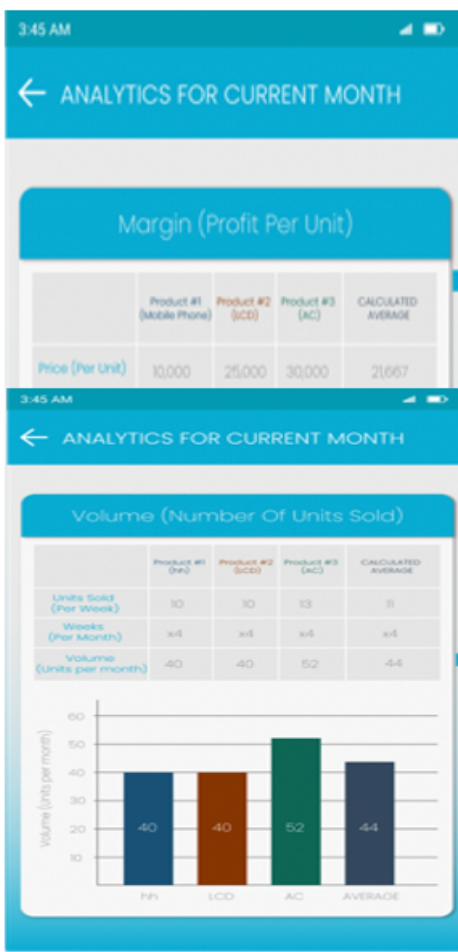 3:45 AM
ANALYTICS FOR CURRENT MONTH
Margin (Profit Per Unit)
Product #1 Product #2 Product #3 CALCULATED
(Mobile Phone) (LCD) (AC) AVERAGE
Price (Per Unit) 10,000 25,000 30,000 21,667
3:45 AM
ANALYTICS FOR CURRENT MONTH
Volume (Number Of Units Sold)
Product #1 Product #2 Product #3 CALCULATED
(hh) (LCD) (AC) AVERAGE
Units Sold
(Per Week) 10 10 13 11
Weeks
(Per Month) x4 x4 x4 x4
Volume
(Units per month) 40 40 52 44
Volume (Units per month)
60
50
40
30
20
10
40 40 52 44
hh LCD AC AVERAGE